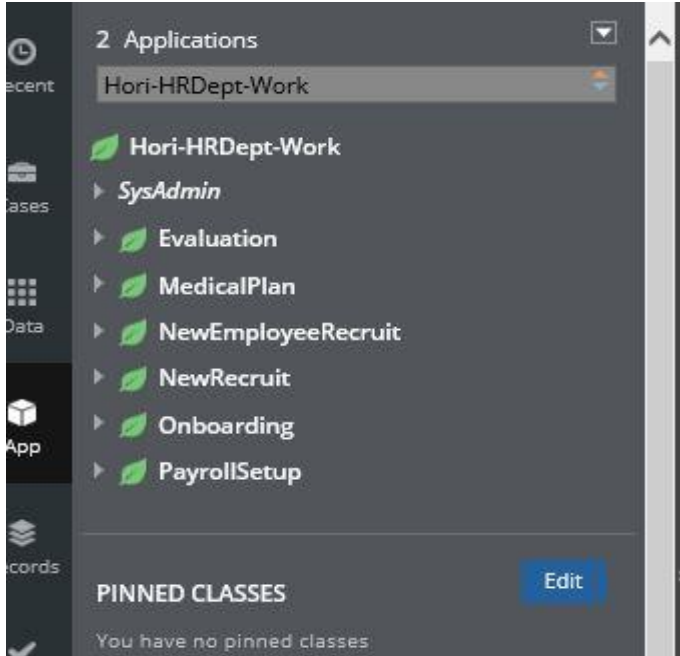 2 Applications
ecent
Hori-HRDept-Work
Hori-HRDept-Work
SysAdmin
ases
Evaluation
MedicalPlan
Data
NewEmployeeRecruit
NewRecruit
Onboarding
App
PayrollSetup
cords
Edit
PINNED CLASSES
You have no pinned classes